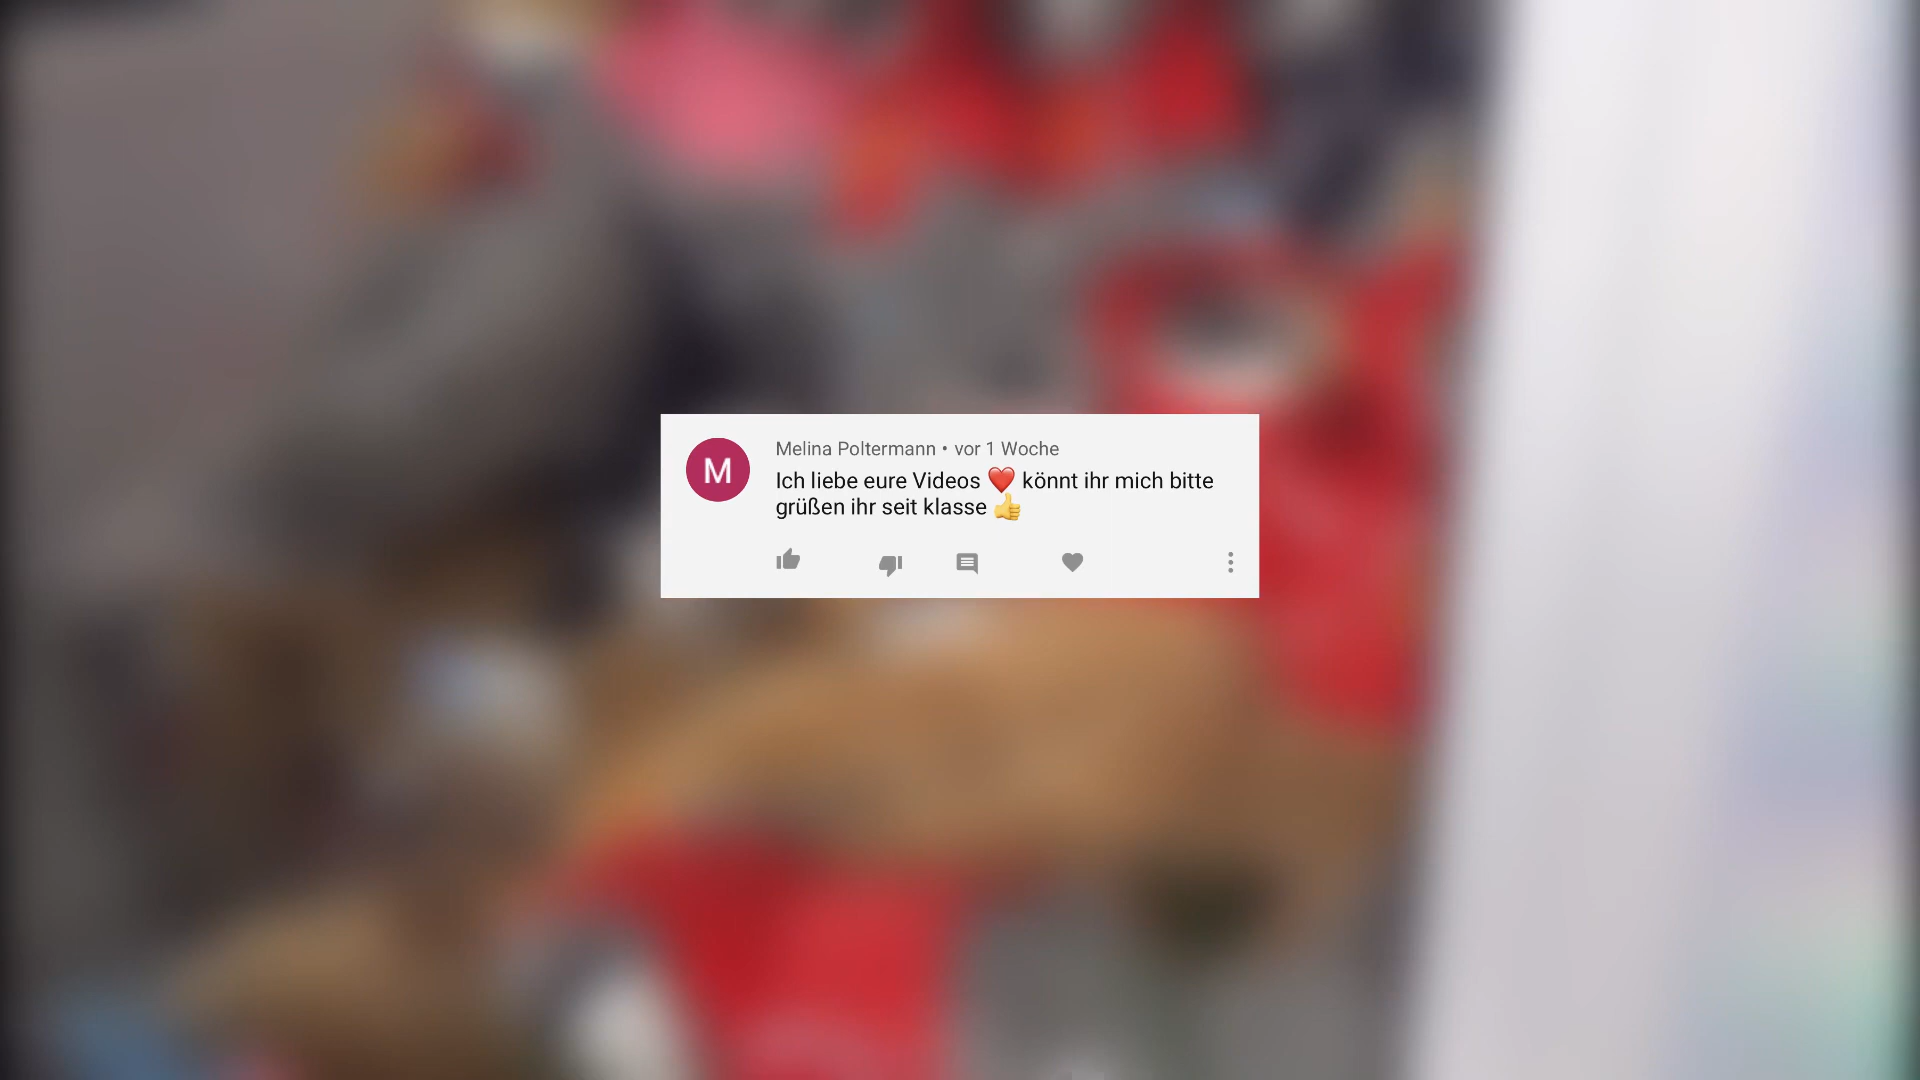 M
Melina Poltermann • vor 1 Woche
Ich liebe eure Videos ❤️ könnt ihr mich bitte
grüßen ihr seit klasse 👍